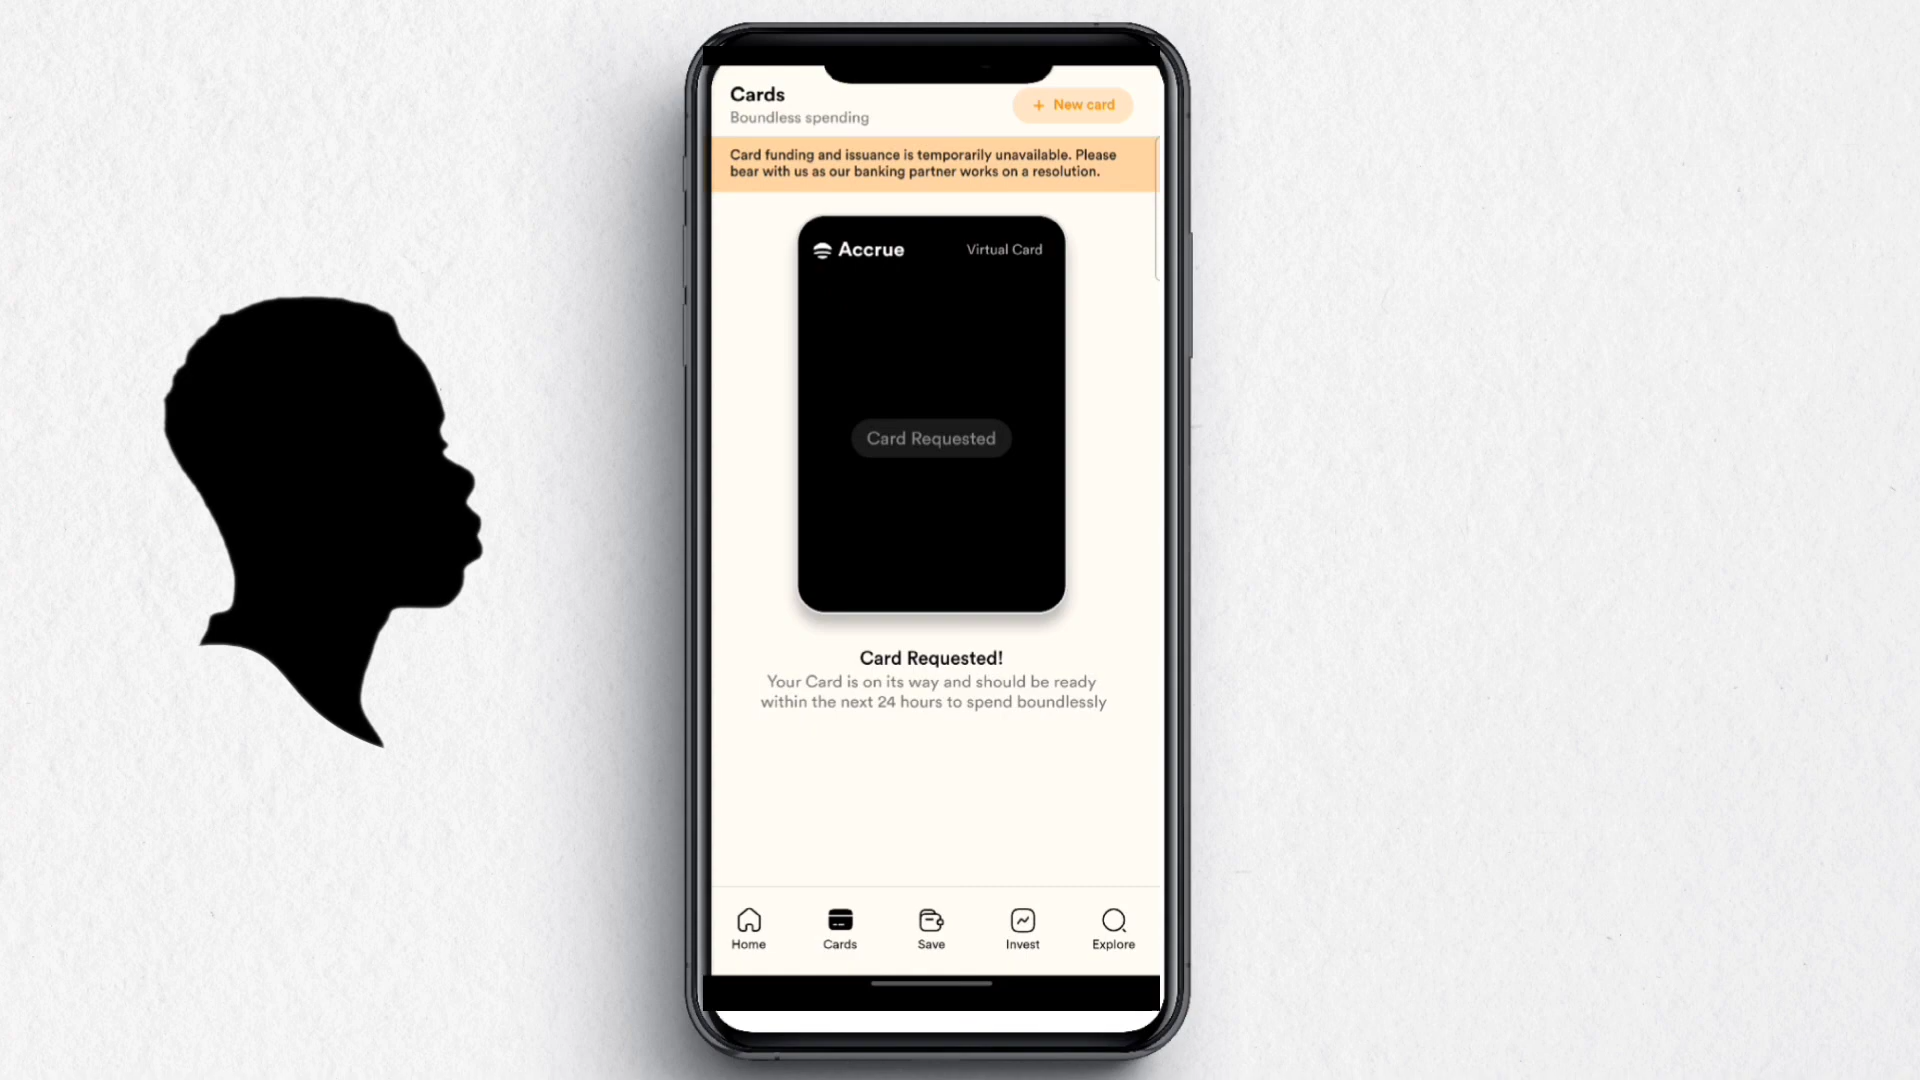 Cards
Boundless spending
+ New card
Card funding and issuance is temporarily unavailable. Please
bear with us as our banking partner works on a resolution.
Accrue
Virtual Card
Card Requested
Card Requested!
Your Card is on its way and should be ready
within the next 24 hours to spend boundlessly
Home
Cards
Save
Invest
Explore